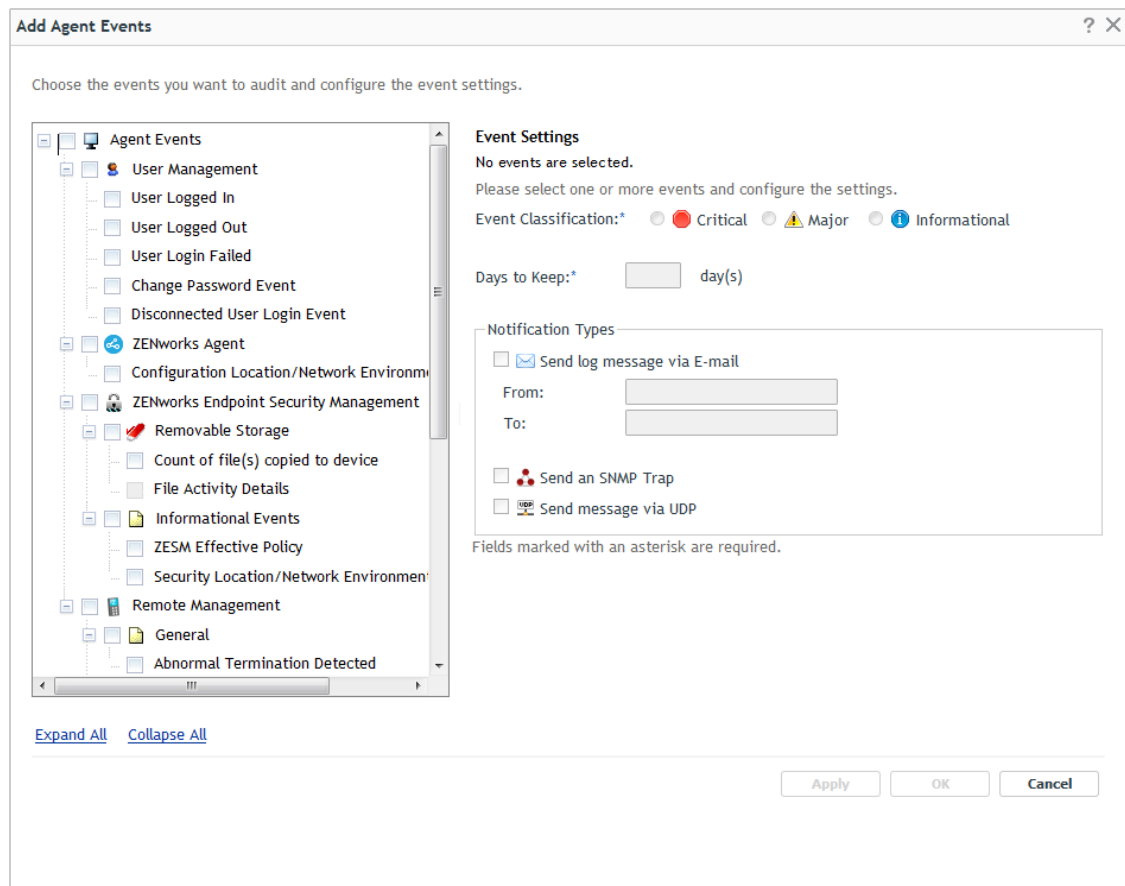 Add Agent Events
Choose the events you want to audit and configure the event settings.
Agent Events
User Management
User Logged In
User Logged Out
User Login Failed
Change Password Event
Disconnected User Login Event
ZENworks Agent
Configuration Location/Network Environm
ZENworks Endpoint Security Management
Removable Storage
Count of file(s) copied to device
File Activity Details
Informational Events
ZESM Effective Policy
Security Location/Network Environment
Remote Management
General
Abnormal Termination Detected
Expand All Collapse All
Event Settings
No events are selected.
Please select one or more events and configure the settings.
Event Classification:* Critical Major Informational
Days to Keep:* day(s)
Notification Types
Send log message via E-mail
From:
To:
Send an SNMP Trap
UDP Send message via UDP
Fields marked with an asterisk are required.
Apply OK Cancel